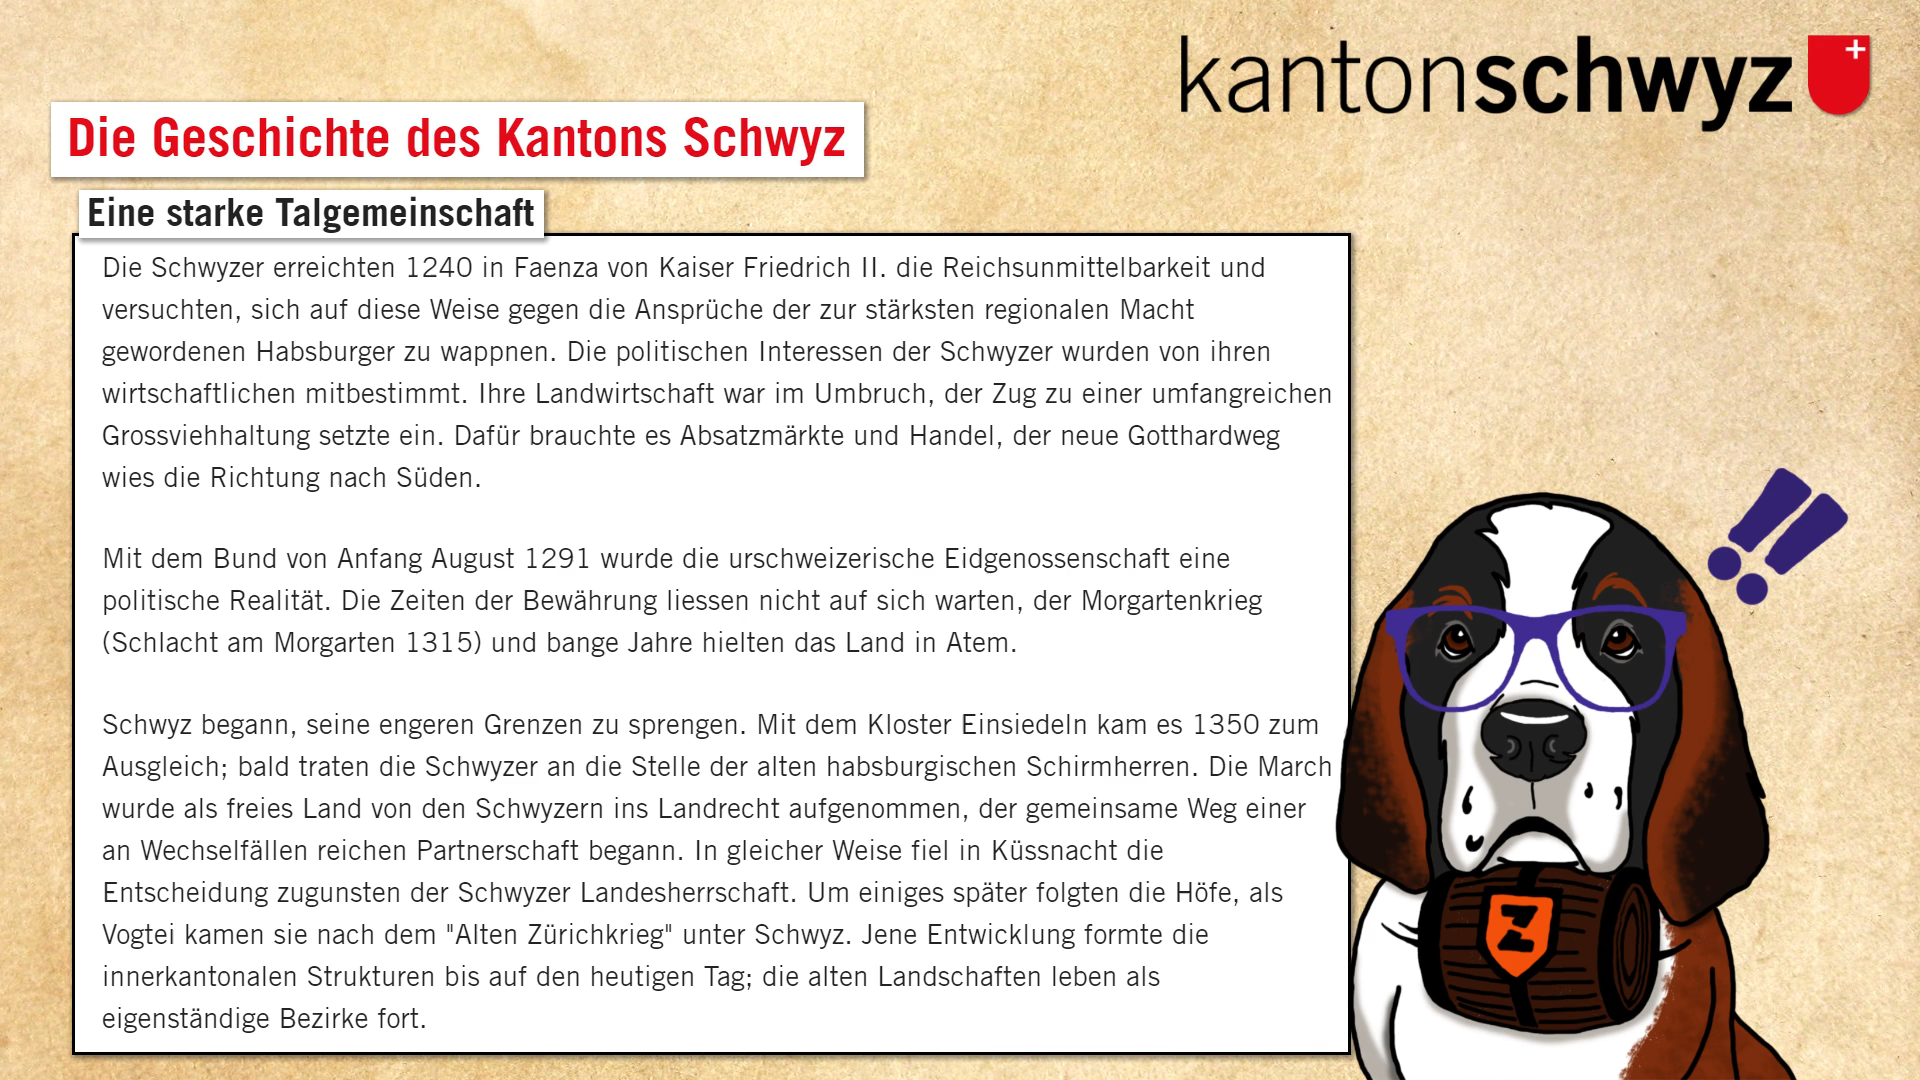 kantonschwyz
Die Geschichte des Kantons Schwyz
Eine starke Talgemeinschaft
Die Schwyzer erreichten 1240 in Faenza von Kaiser Friedrich II. die Reichsunmittelbarkeit und
versuchten, sich auf diese Weise gegen die Ansprüche der zur stärksten regionalen Macht
gewordenen Habsburger zu wappnen. Die politischen Interessen der Schwyzer wurden von ihren
wirtschaftlichen mitbestimmt. Ihre Landwirtschaft war im Umbruch, der Zug zu einer umfangreichen
Grossviehhaltung setzte ein. Dafür brauchte es Absatzmärkte und Handel, der neue Gotthardweg
wies die Richtung nach Süden.
Mit dem Bund von Anfang August 1291 wurde die urschweizerische Eidgenossenschaft eine
politische Realität. Die Zeiten der Bewährung liessen nicht auf sich warten, der Morgartenkrieg
(Schlacht am Morgarten 1315) und bange Jahre hielten das Land in Atem.
Schwyz begann, seine engeren Grenzen zu sprengen. Mit dem Kloster Einsiedeln kam es 1350 zum
Ausgleich; bald traten die Schwyzer an die Stelle der alten habsburgischen Schirmherren. Die March
wurde als freies Land von den Schwyzern ins Landrecht aufgenommen, der gemeinsame Weg einer
an Wechselfällen reichen Partnerschaft begann. In gleicher Weise fiel in Küssnacht die
Entscheidung zugunsten der Schwyzer Landesherrschaft. Um einiges später folgten die Höfe, als
Vogtei kamen sie nach dem "Alten Zürichkrieg" unter Schwyz. Jene Entwicklung formte die
innerkantonalen Strukturen bis auf den heutigen Tag; die alten Landschaften leben als
eigenständige Bezirke fort.
!!
Z